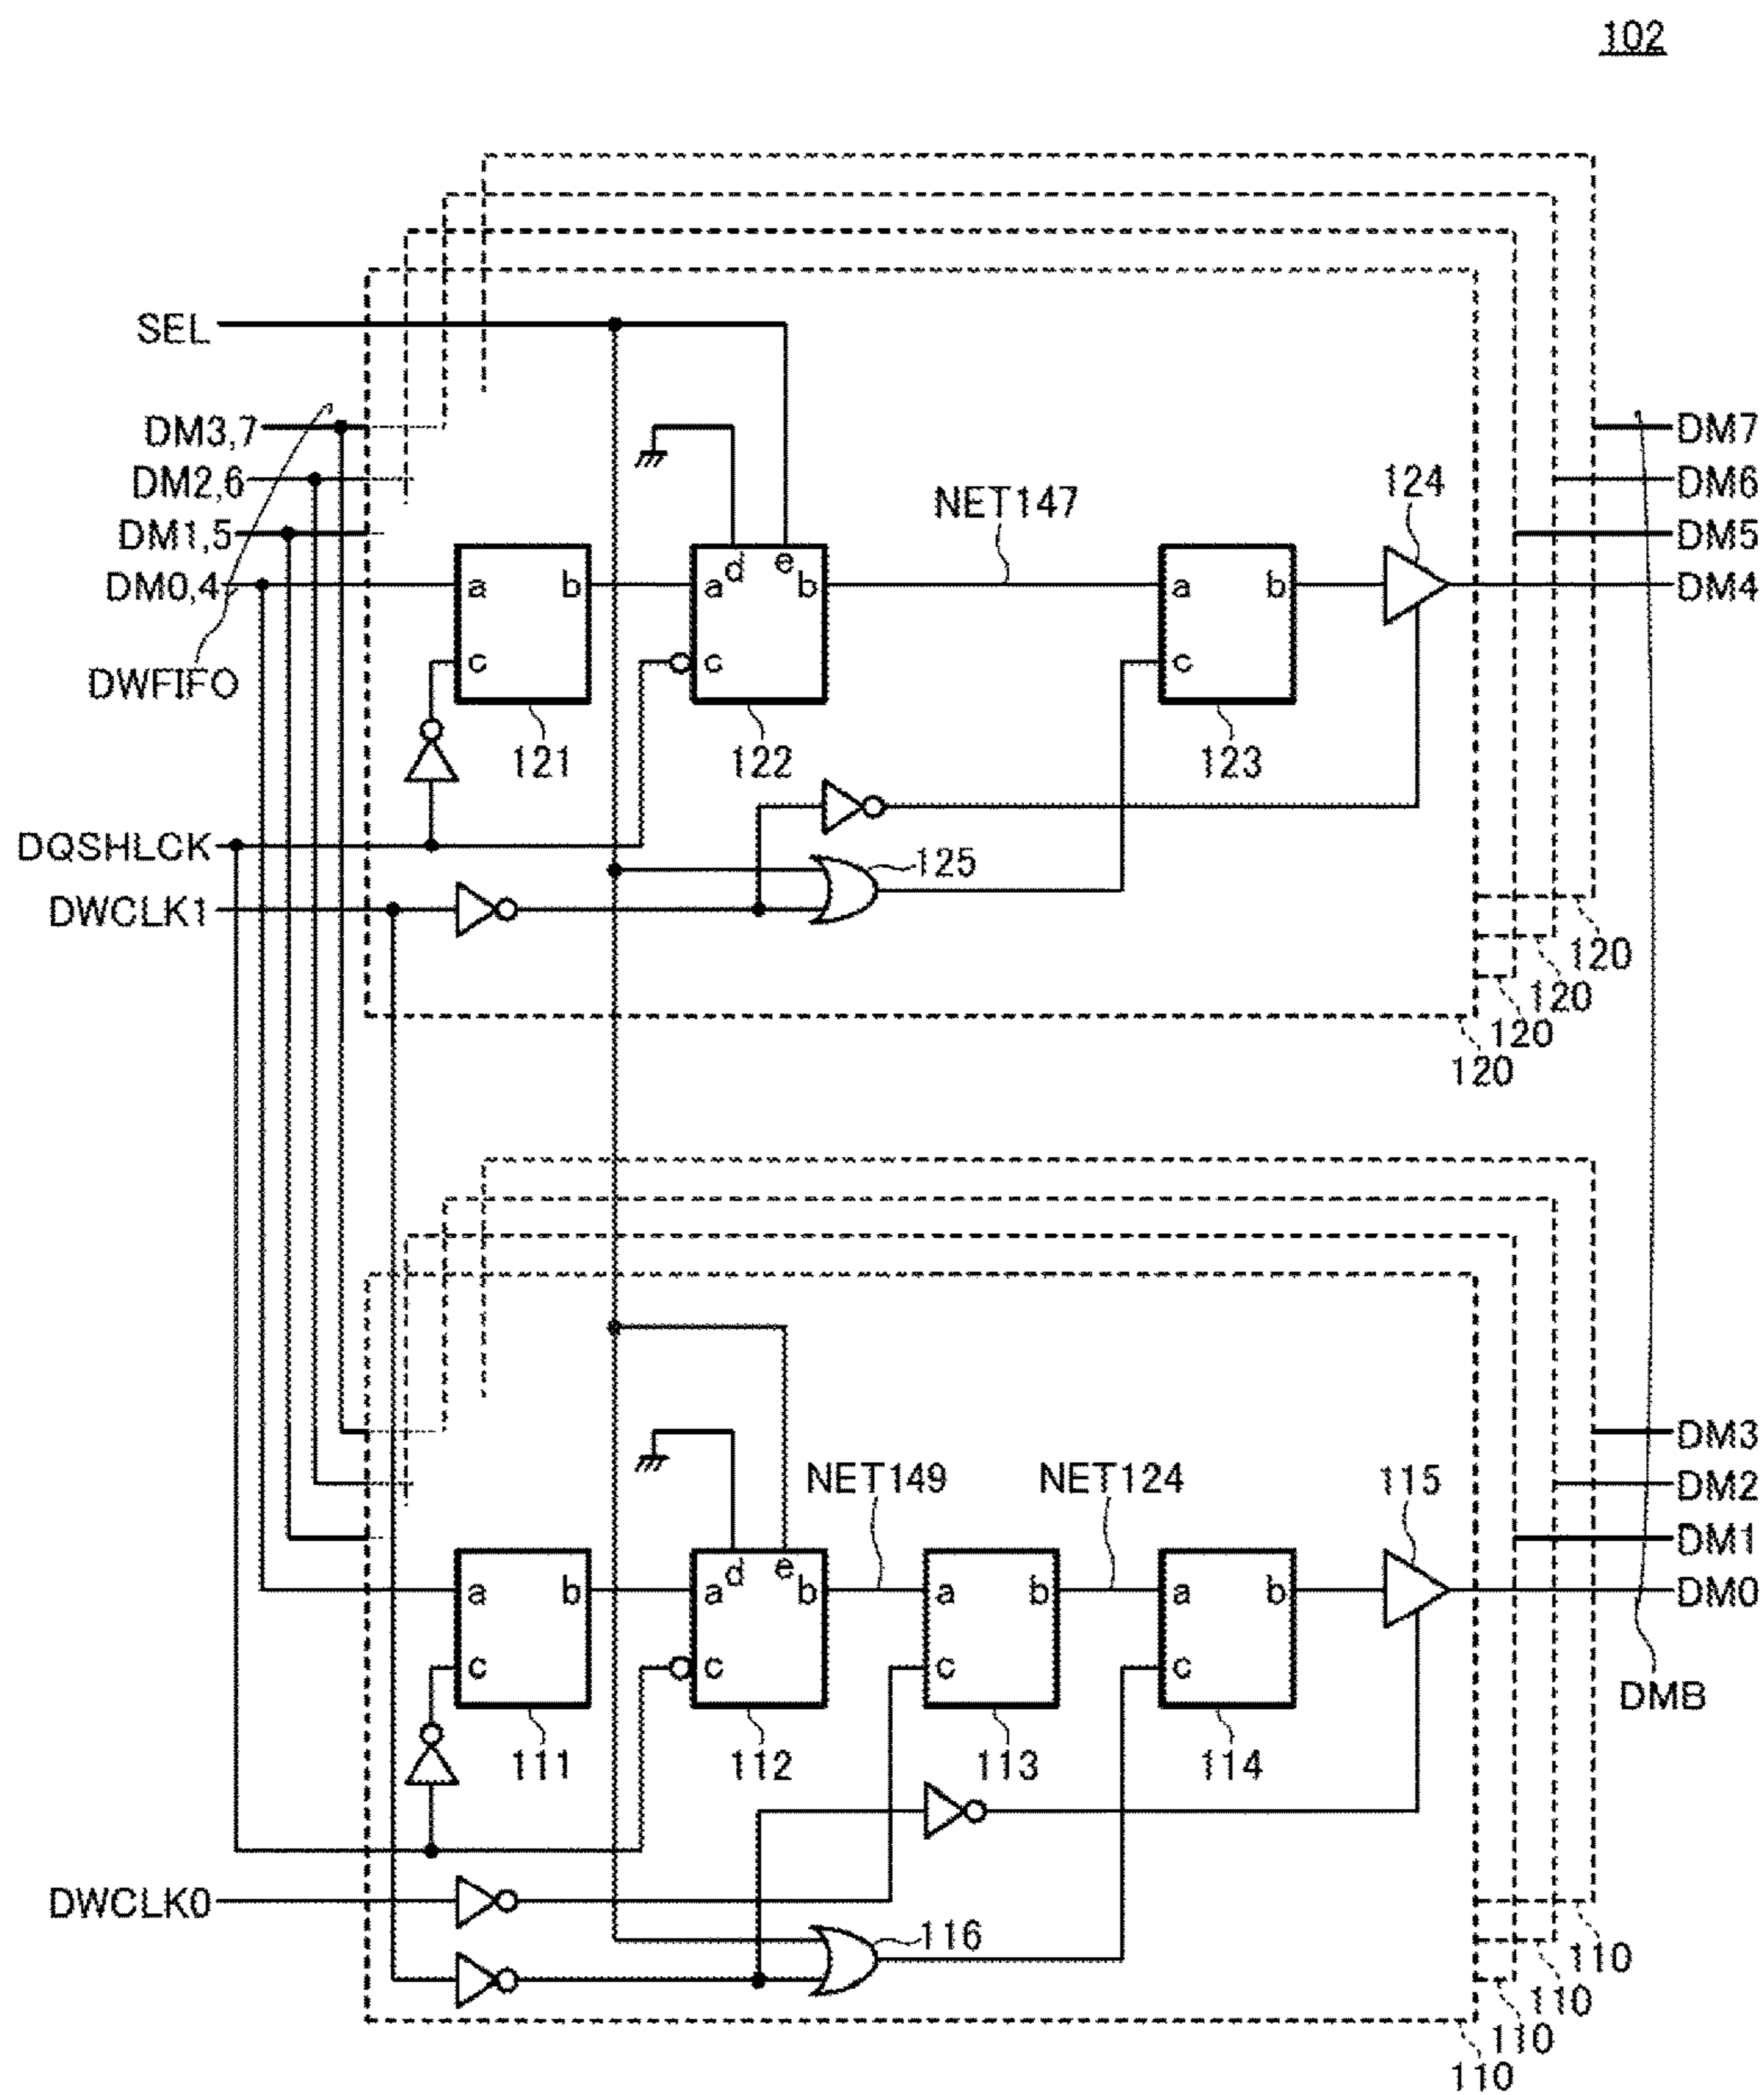 102
SEL
DM3,7
DM2,6
DM1,5
DM0,4
DWFIFO
DQSHLCK
DWCLK1
a b c
121
a d e b c
122
NET147
a b c
123
124
DM7
DM6
DM5
DM4
125
120
120
120
120
NET149
NET124
115
DM3
DM2
DM1
DM0
DMB
a b c
111
a d e b c
112
a b c
113
a b c
114
DWCLK0
116
110
110
110
110